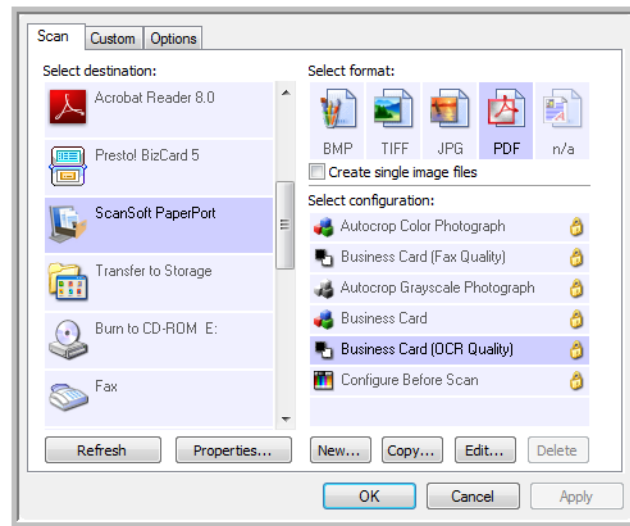 Scan Custom Options
Select destination:
Acrobat Reader 8.0
Presto! BizCard 5
ScanSoft PaperPort
Transfer to Storage
Burn to CD-ROM E:
Fax
Refresh Properties...
Select format:
BMP TIFF JPG PDF n/a
Create single image files
Select configuration:
Autocrop Color Photograph
Business Card (Fax Quality)
Autocrop Grayscale Photograph
Business Card
Business Card (OCR Quality)
Configure Before Scan
New... Copy... Edit... Delete
OK Cancel Apply